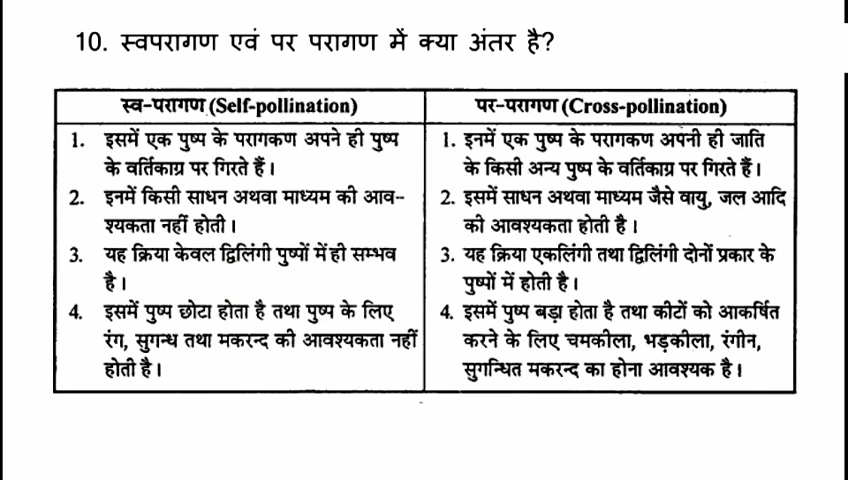 10. स्वपरागण एवं पर परागण में क्या अंतर है?
स्व-परागण (Self-pollination)
1. इसमें एक पुष्प के परागकण अपने ही पुष्प
के वर्तिकाग्र पर गिरते हैं।
2. इनमें किसी साधन अथवा माध्यम की आव-
श्यकता नहीं होती।
3. यह क्रिया केवल द्विलिंगी पुष्पों में ही सम्भव
है।
4. इसमें पुष्प छोटा होता है तथा पुष्प के लिए
रंग, सुगन्ध तथा मकरन्द की आवश्यकता नहीं
होती है।
पर-परागण (Cross-pollination)
1. इनमें एक पुष्प के परागकण अपनी ही जाति
के किसी अन्य पुष्प के वर्तिकाग्र पर गिरते हैं।
2. इसमें साधन अथवा माध्यम जैसे वायु, जल आदि
की आवश्यकता होती है।
3. यह क्रिया एकलिंगी तथा द्विलिंगी दोनों प्रकार के
पुष्पों में होती है।
4. इसमें पुष्प बड़ा होता है तथा कीटों को आकर्षित
करने के लिए चमकीला, भड़कीला, रंगीन,
सुगन्धित मकरन्द का होना आवश्यक है।